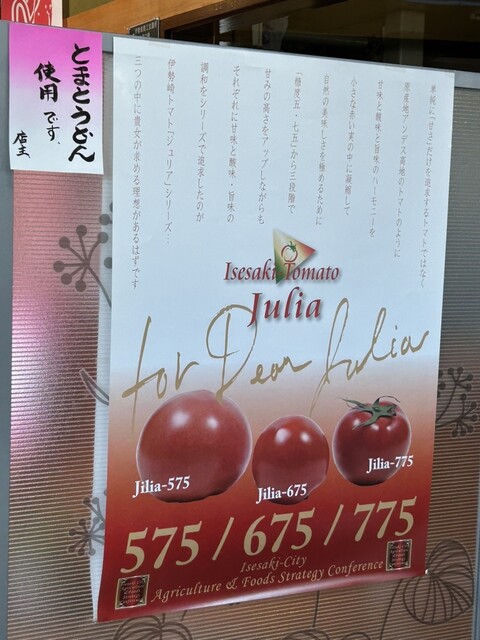 とまとうどん
使用です。
店主
単純に「甘さ」だけを追求するトマトではなく
原産地アンデス高地のトマトのように
甘味と酸味と旨味のハーモニーを
小さな赤い実の中に凝縮して
自然の美味しさを極めるために
「糖度五・七五」から三段階で
甘みの高さをアップしながらも
それぞれに甘味と酸味・旨味の
調和をシリーズで追求したのが
伊勢崎トマト『ジュリア』シリーズ…
三つの中に貴女が求める理想があるはずです
Isesaki Tomato
Julia
for Dear Julia
Jilia-575
Jilia-675
Jilia-775
575 / 675 / 775
Isesaki-City
Agriculture & Foods Strategy Conference